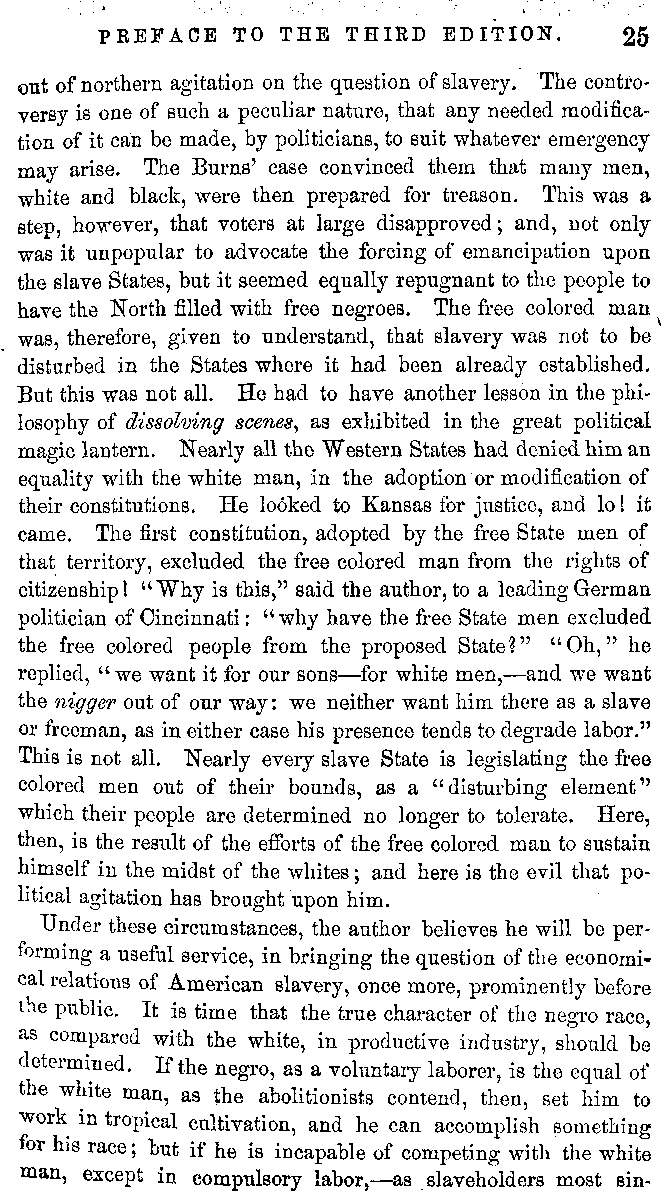 PREFACE TO THE THIRD EDITION. 25
out of northern agitation on the question of slavery. The contro-
versy is one of such a peculiar nature, that any needed modifica-
tion of it can be made, by politicians, to suit whatever emergency
may arise. The Burns' case convinced them that many men,
white and black, were then prepared for treason. This was a
step, however, that voters at large disapproved; and, not only
was it unpopular to advocate the forcing of emancipation upon
the slave States, but it seemed equally repugnant to the people to
have the North filled with free negroes. The free colored man
was, therefore, given to understand, that slavery was not to be
disturbed in the States where it had been already established.
But this was not all. He had to have another lesson in the phi-
losophy of dissolving scenes, as exhibited in the great political
magic lantern. Nearly all the Western States had denied him an
equality with the white man, in the adoption or modification of
their constitutions. He looked to Kansas for justice, and lo! it
came. The first constitution, adopted by the free State men of
that territory, excluded the free colored man from the rights of
citizenship! "Why is this," said the author, to a leading German
politician of Cincinnati: "why have the free State men excluded
the free colored people from the proposed State?" "Oh," he
replied, "we want it for our sons—for white men,—and we want
the nigger out of our way: we neither want him there as a slave
or freeman, as in either case his presence tends to degrade labor."
This is not all. Nearly every slave State is legislating the free
colored men out of their bounds, as a "disturbing element"
which their people are determined no longer to tolerate. Here,
then, is the result of the efforts of the free colored man to sustain
himself in the midst of the whites; and here is the evil that po-
litical agitation has brought upon him.
Under these circumstances, the author believes he will be per-
forming a useful service, in bringing the question of the economi-
cal relations of American slavery, once more, prominently before
the public. It is time that the true character of the negro race,
as compared with the white, in productive industry, should be
determined. If the negro, as a voluntary laborer, is the equal of
the white man, as the abolitionists contend, then, set him to
work in tropical cultivation, and he can accomplish something
for his race; but if he is incapable of competing with the white
man, except in compulsory labor,—as slaveholders most sin-